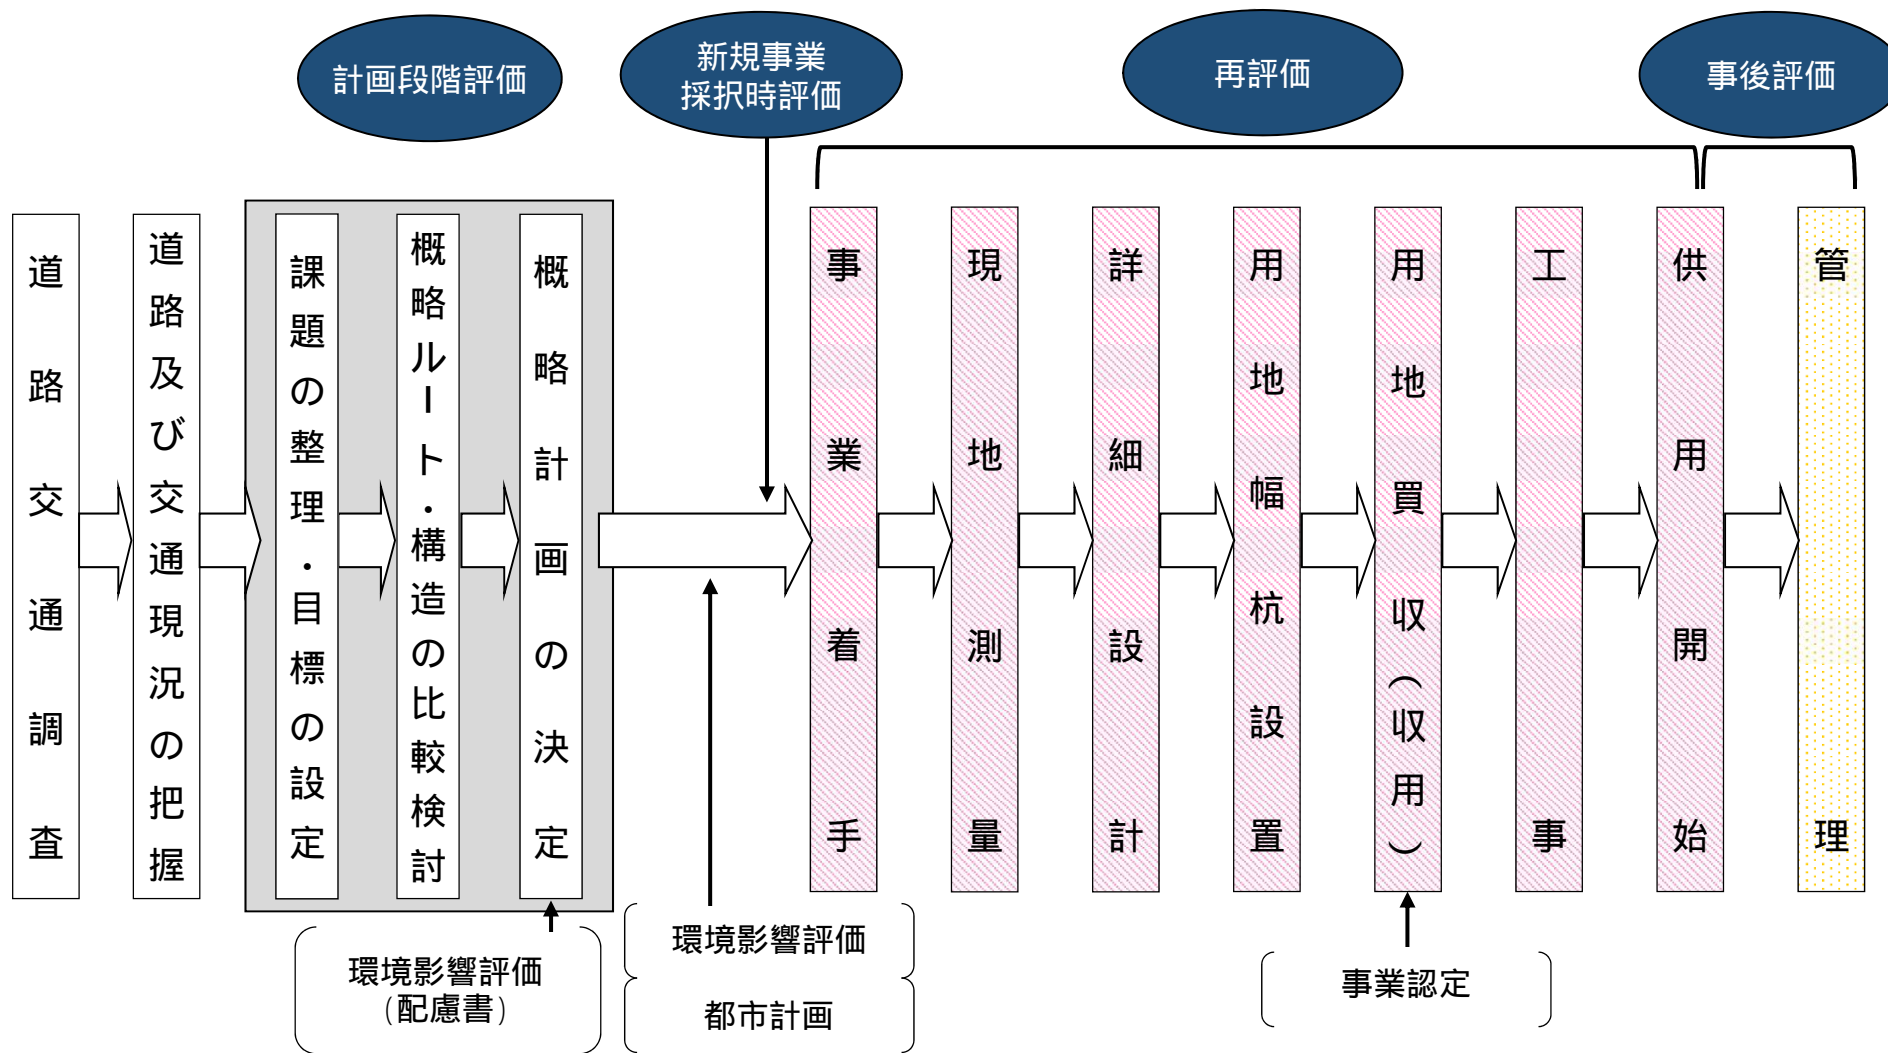 計画段階評価
新規事業
採択時評価
再評価
事後評価
道路交通調査
道路及び交通現況の把握
課題の整理・目標の設定
概略ルート・構造の比較検討
概略計画の決定
事業着手
現地測量
詳細設計
用地幅杭設置
用地買収(収用)
工事
供用開始
管理
環境影響評価
(配慮書)
環境影響評価
都市計画
事業認定